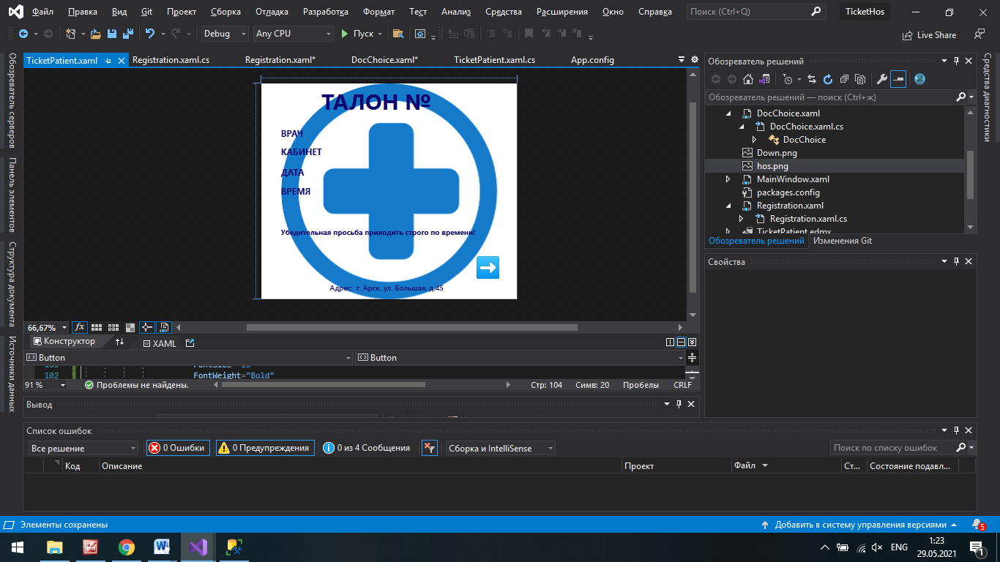 Файл Правка Вид Git Проект Сборка Отладка Разработка Формат Тест Анализ Средства Расширения Окно Справка Поиск (Ctrl+Q) TicketHos
Debug Any CPU Пуск Live Share
TicketPatient.xaml Registration.xaml.cs Registration.xaml* DocChoice.xaml* TicketPatient.xaml.cs App.config
Обозреватель серверов
Панель элементов
Структура документа
Источники данных
ТАЛОН №
ВРАЧ
КАБИНЕТ
ДАТА
ВРЕМЯ
Убедительная просьба приходить строго по времени!
Адрес: г. Арск, ул. Большая, д.45
66,67%
Конструктор XAML
Button Button
102 FontWeight="Bold"
91 % Проблемы не найдены. Стр: 104 Симв: 20 Пробелы CRLF
Обозреватель решений
Обозреватель решений — поиск (Ctrl+ж)
DocChoice.xaml
DocChoice.xaml.cs
DocChoice
Down.png
hos.png
MainWindow.xaml
packages.config
Registration.xaml
Registration.xaml.cs
TicketPatient.edmx
Обозреватель решений Изменения Git
Свойства
Средства диагностики
Вывод
Список ошибок
Все решение 0 Ошибки 0 Предупреждения 0 из 4 Сообщения Сборка и IntelliSense Поиск по списку ошибок
Код Описание Проект Файл Ст... Состояние подавл...
Элементы сохранены Добавить в систему управления версиями 5
ENG 1:23
29.05.2021 1